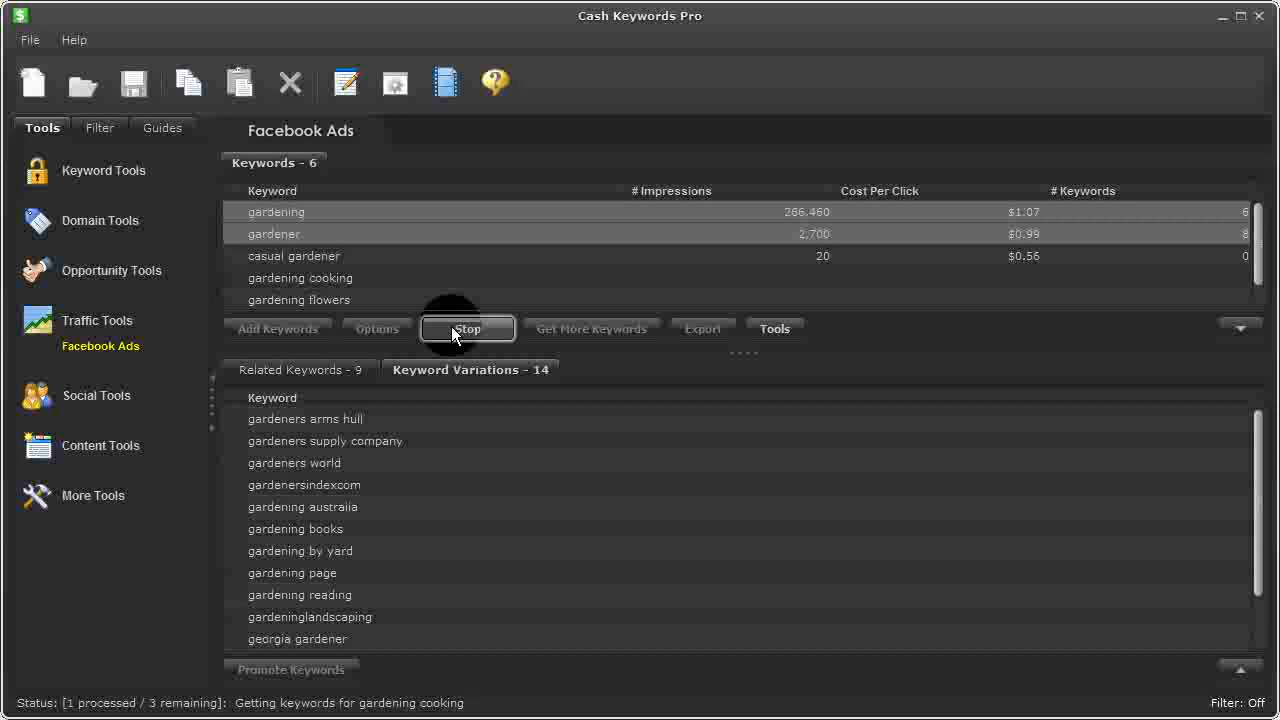 Cash Keywords Pro
File Help
Tools Filter Guides
Keyword Tools
Domain Tools
Opportunity Tools
Traffic Tools
Facebook Ads
Social Tools
Content Tools
More Tools
Facebook Ads
Keywords - 6
Keyword # Impressions Cost Per Click # Keywords
gardening 266,460 $1.07 6
gardener 2,700 $0.99 8
casual gardener 20 $0.56 0
gardening cooking
gardening flowers
Add Keywords Options Stop Get More Keywords Export Tools
Related Keywords - 9 Keyword Variations - 14
Keyword
gardeners arms hull
gardeners supply company
gardeners world
gardenersindexcom
gardening australia
gardening books
gardening by yard
gardening page
gardening reading
gardeninglandscaping
georgia gardener
Promote Keywords
Status: [1 processed / 3 remaining]: Getting keywords for gardening cooking Filter: Off